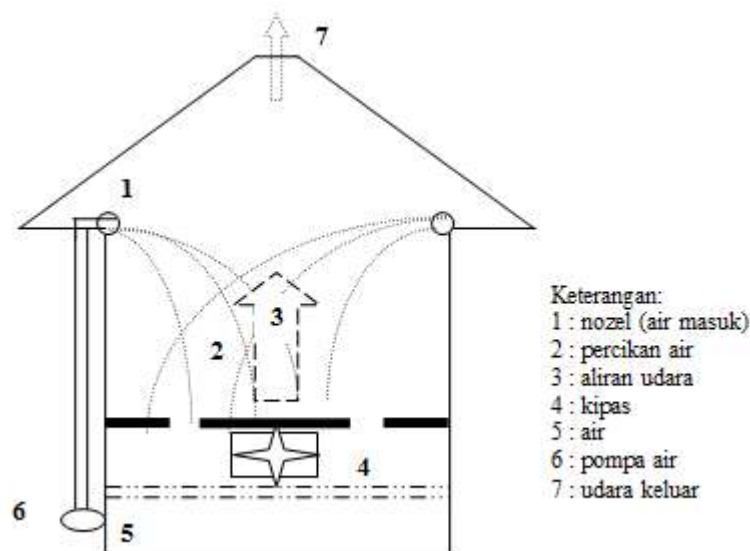 7
1
3
2
4
6
5
Keterangan:
1 : nozel (air masuk)
2 : percikan air
3 : aliran udara
4 : kipas
5 : air
6 : pompa air
7 : udara keluar